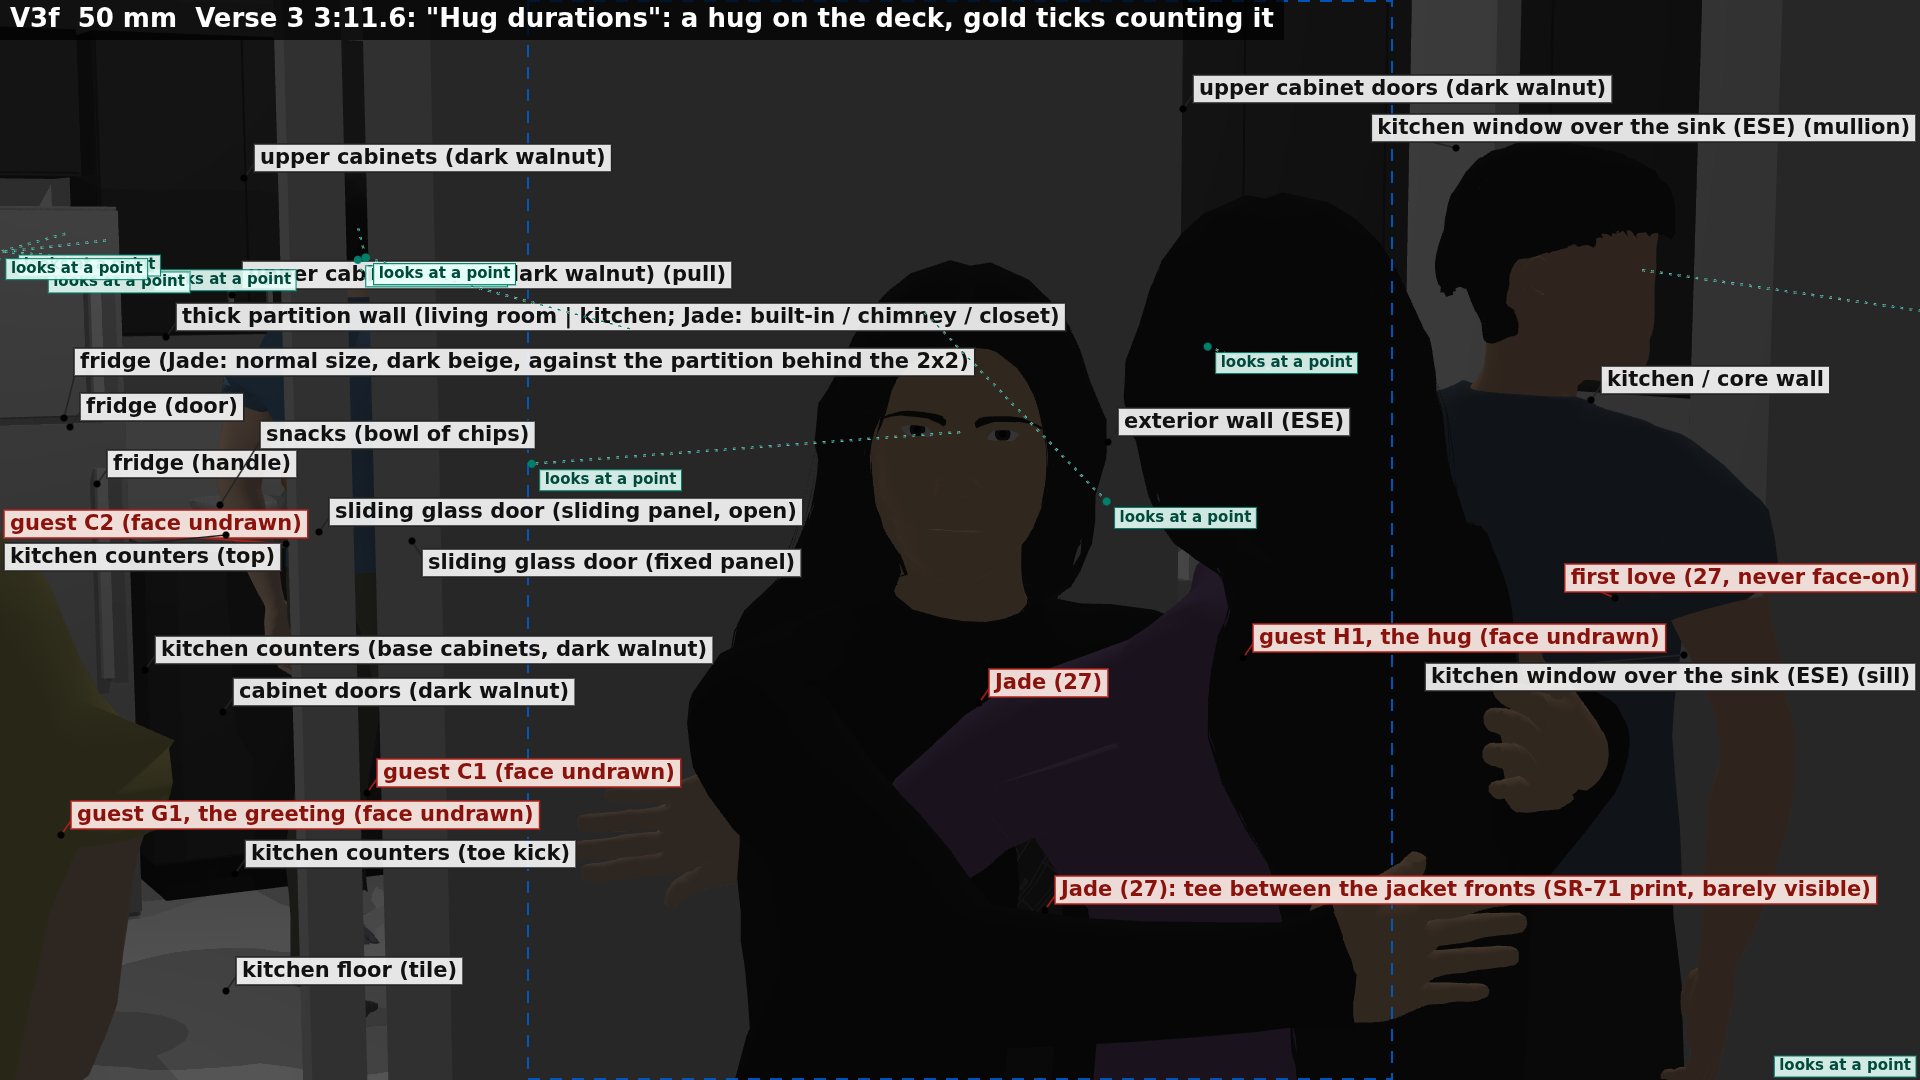 V3f 50 mm Verse 3 3:11.6: "Hug durations": a hug on the deck, gold ticks counting it
upper cabinet doors (dark walnut)
kitchen window over the sink (ESE) (mullion)
upper cabinets (dark walnut)
looks at a point
looks at a point
looks at a point
looks at a point
ark walnut) (pull)
thick partition wall (living room | kitchen; Jade: built-in / chimney / closet)
looks at a point
fridge (Jade: normal size, dark beige, against the partition behind the 2x2)
kitchen / core wall
fridge (door)
exterior wall (ESE)
snacks (bowl of chips)
fridge (handle)
looks at a point
sliding glass door (sliding panel, open)
looks at a point
guest C2 (face undrawn)
kitchen counters (top)
sliding glass door (fixed panel)
first love (27, never face-on)
guest H1, the hug (face undrawn)
kitchen counters (base cabinets, dark walnut)
kitchen window over the sink (ESE) (sill)
Jade (27)
cabinet doors (dark walnut)
guest C1 (face undrawn)
guest G1, the greeting (face undrawn)
kitchen counters (toe kick)
Jade (27): tee between the jacket fronts (SR-71 print, barely visible)
kitchen floor (tile)
looks at a point